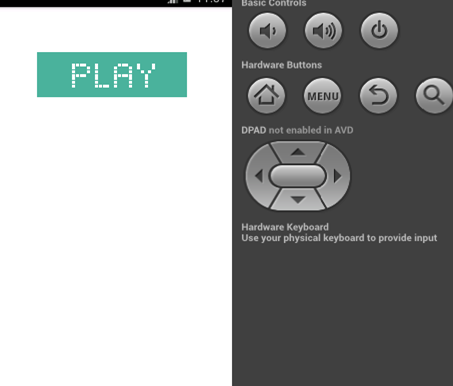 Basic Controls
PLAY
Hardware Buttons
MENU
DPAD not enabled in AVD
Hardware Keyboard
Use your physical keyboard to provide input